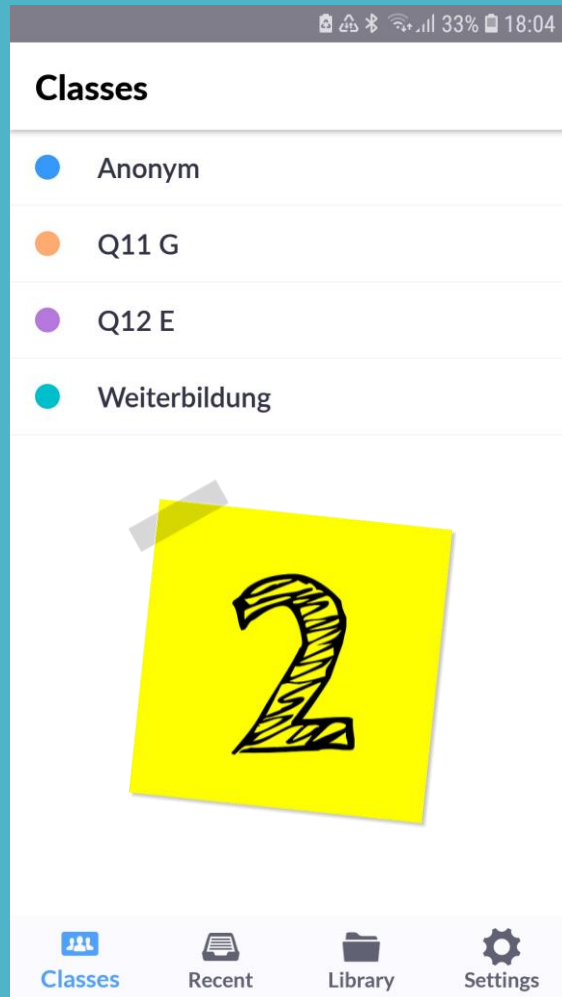 33% 18:04
Classes
Anonym
Q11 G
Q12 E
Weiterbildung
2
Classes Recent Library Settings